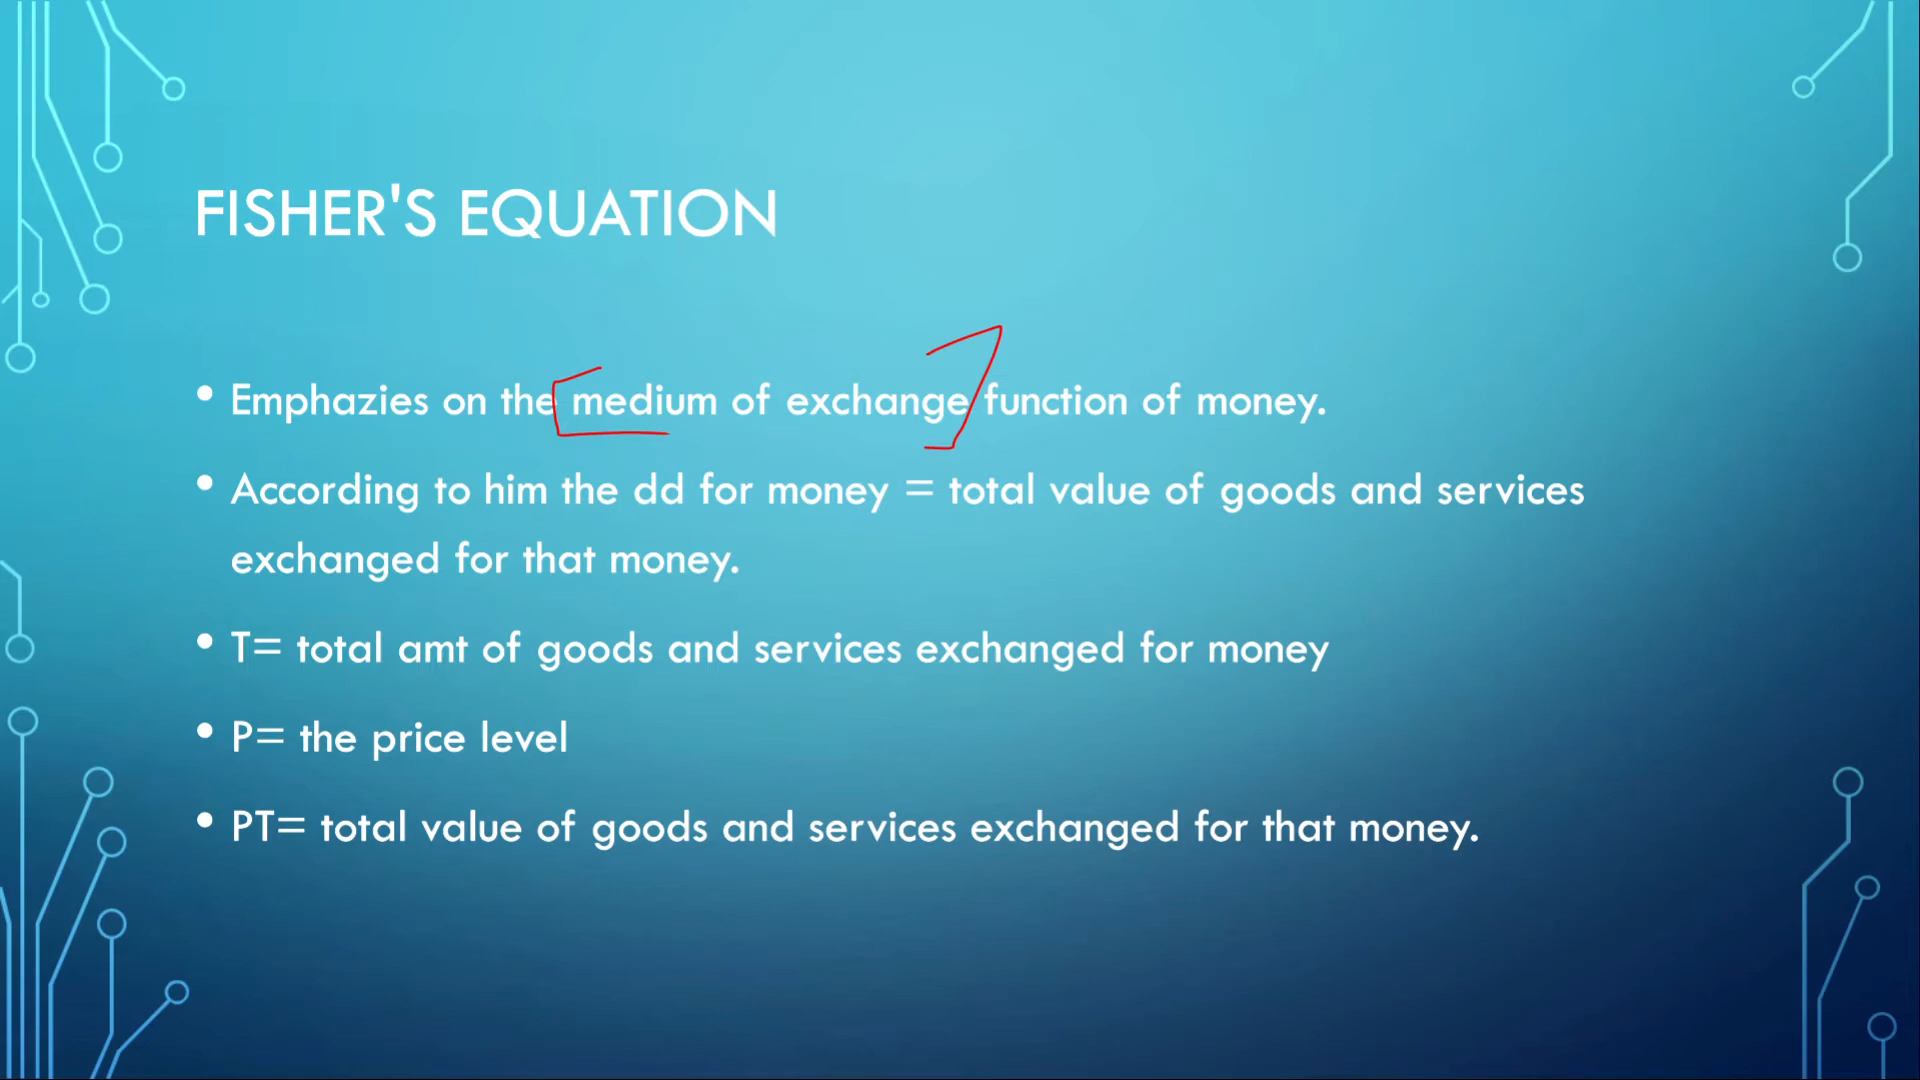 FISHER'S EQUATION
• Emphazies on the medium of exchange function of money.
• According to him the dd for money = total value of goods and services
exchanged for that money.
• T= total amt of goods and services exchanged for money
• P= the price level
• PT= total value of goods and services exchanged for that money.